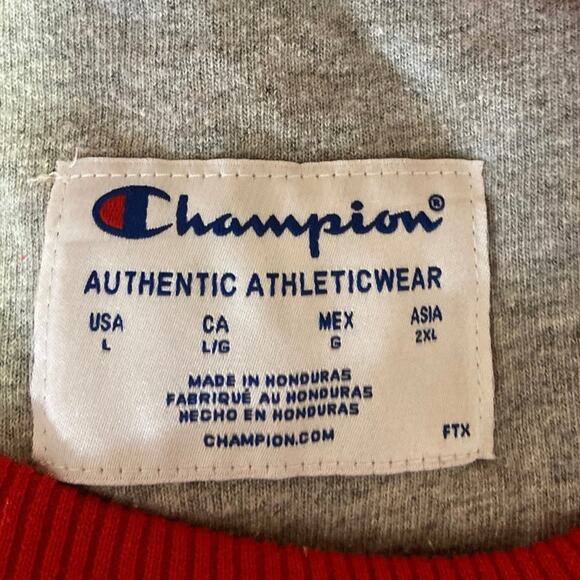 Champion®
AUTHENTIC ATHLETICWEAR
USA CA MEX ASIA
L L/G G 2XL
MADE IN HONDURAS
FABRIQUÉ AU HONDURAS
HECHO EN HONDURAS
CHAMPION.COM FTX